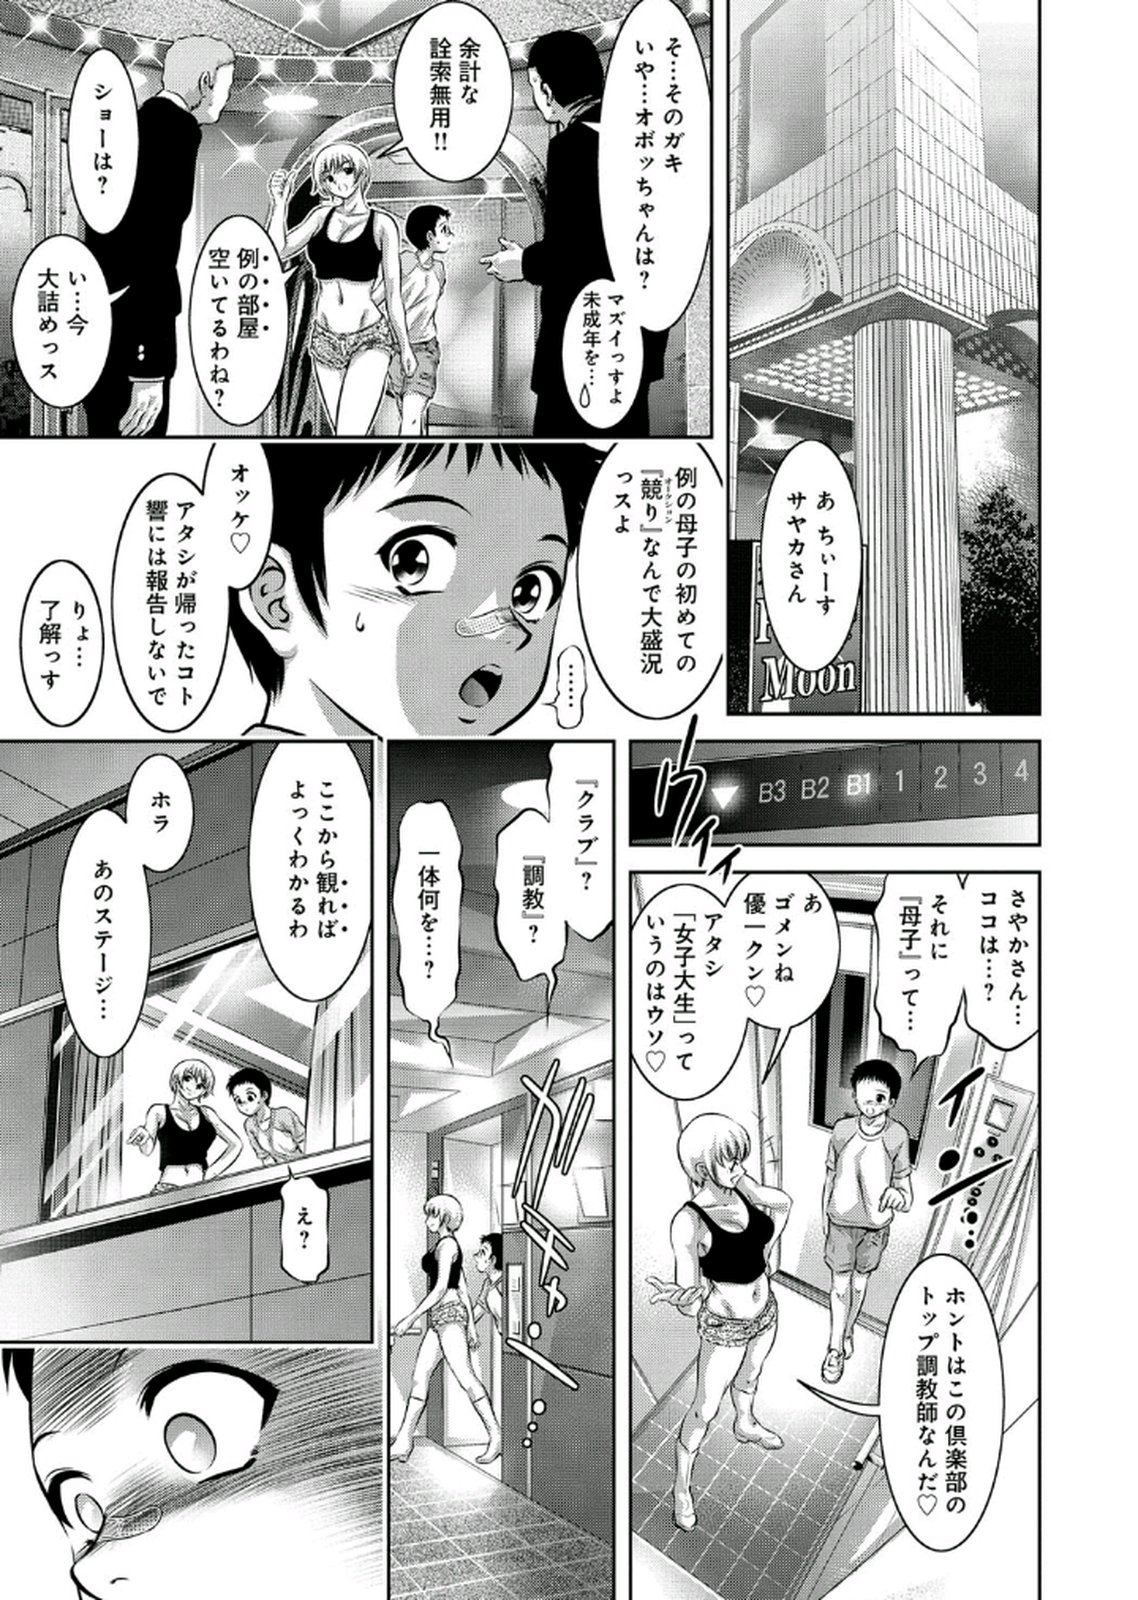 あ ちぃーす
サヤカさん
Moon
そ…そのガキ
いや…オボッちゃんは？
マズイっすよ
未成年を…
余計な
詮索無用!!
例の部屋
空いてるわね？
ショーは？
い…今
大詰めっス
例の母子の初めての
『競り』なんで大盛況
オークション
っスよ
……
オッケ♡
アタシが帰ったコト
響には報告しないで
りょ…
了解っす
B3 B2 B1 1 2 3 4
ウィイ
さやかさん…
ココは…？
それに
『母子』って…
あ
ゴメンね
優一クン♡
アタシ
「女子大生」って
いうのはウソ♡
ホントはこの倶楽部の
トップ調教師なんだ♡
『クラブ』？
『調教』？
一体何を…？
ここから観れば
よっくわかるわ
ホラ
あのステージ…
え？